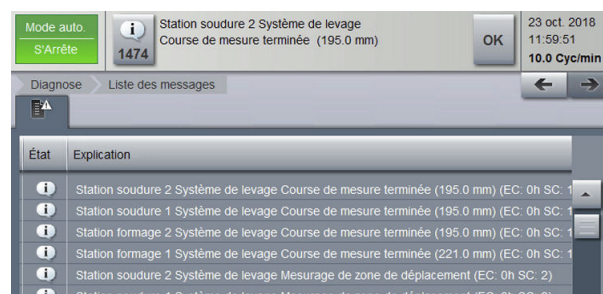 Mode auto.
S'Arrête
1474
Station soudure 2 Système de levage
Course de mesure terminée (195.0 mm)
OK
23 oct. 2018
11:59:51
10.0 Cyc/min
Diagnose
Liste des messages
État Explication
Station soudure 2 Système de levage Course de mesure terminée (195.0 mm) (EC: 0h SC: 1
Station soudure 1 Système de levage Course de mesure terminée (195.0 mm) (EC: 0h SC: 1
Station formage 2 Système de levage Course de mesure terminée (195.0 mm) (EC: 0h SC: 1
Station formage 1 Système de levage Course de mesure terminée (221.0 mm) (EC: 0h SC: 1
Station soudure 2 Système de levage Mesurage de zone de déplacement (EC: 0h SC: 2)